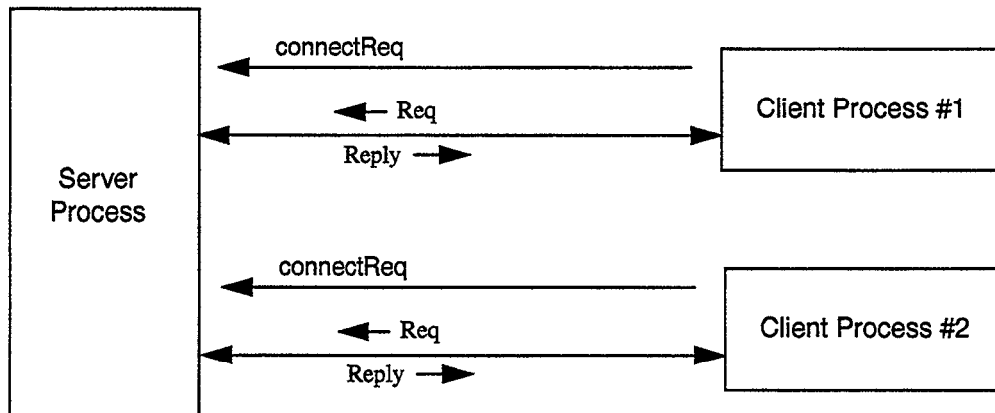 connectReq
Req
Client Process #1
Reply
Server
Process
connectReq
Req
Client Process #2
Reply